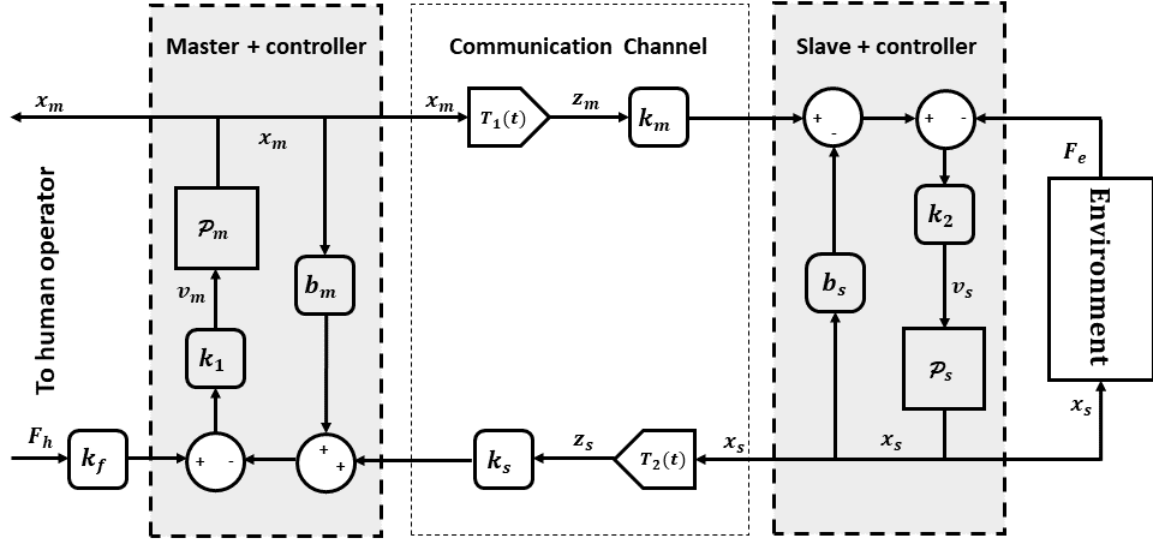 Master + controller
Communication Channel
Slave + controller
x_m
x_m
T_1(t)
z_m
k_m
+
-
+
-
x_m
F_e
To human operator
𝒫_m
k_2
Environment
v_m
b_m
b_s
v_s
k_1
𝒫_s
x_s
F_h
k_f
+
-
+
+
z_s
k_s
T_2(t)
x_s
x_s